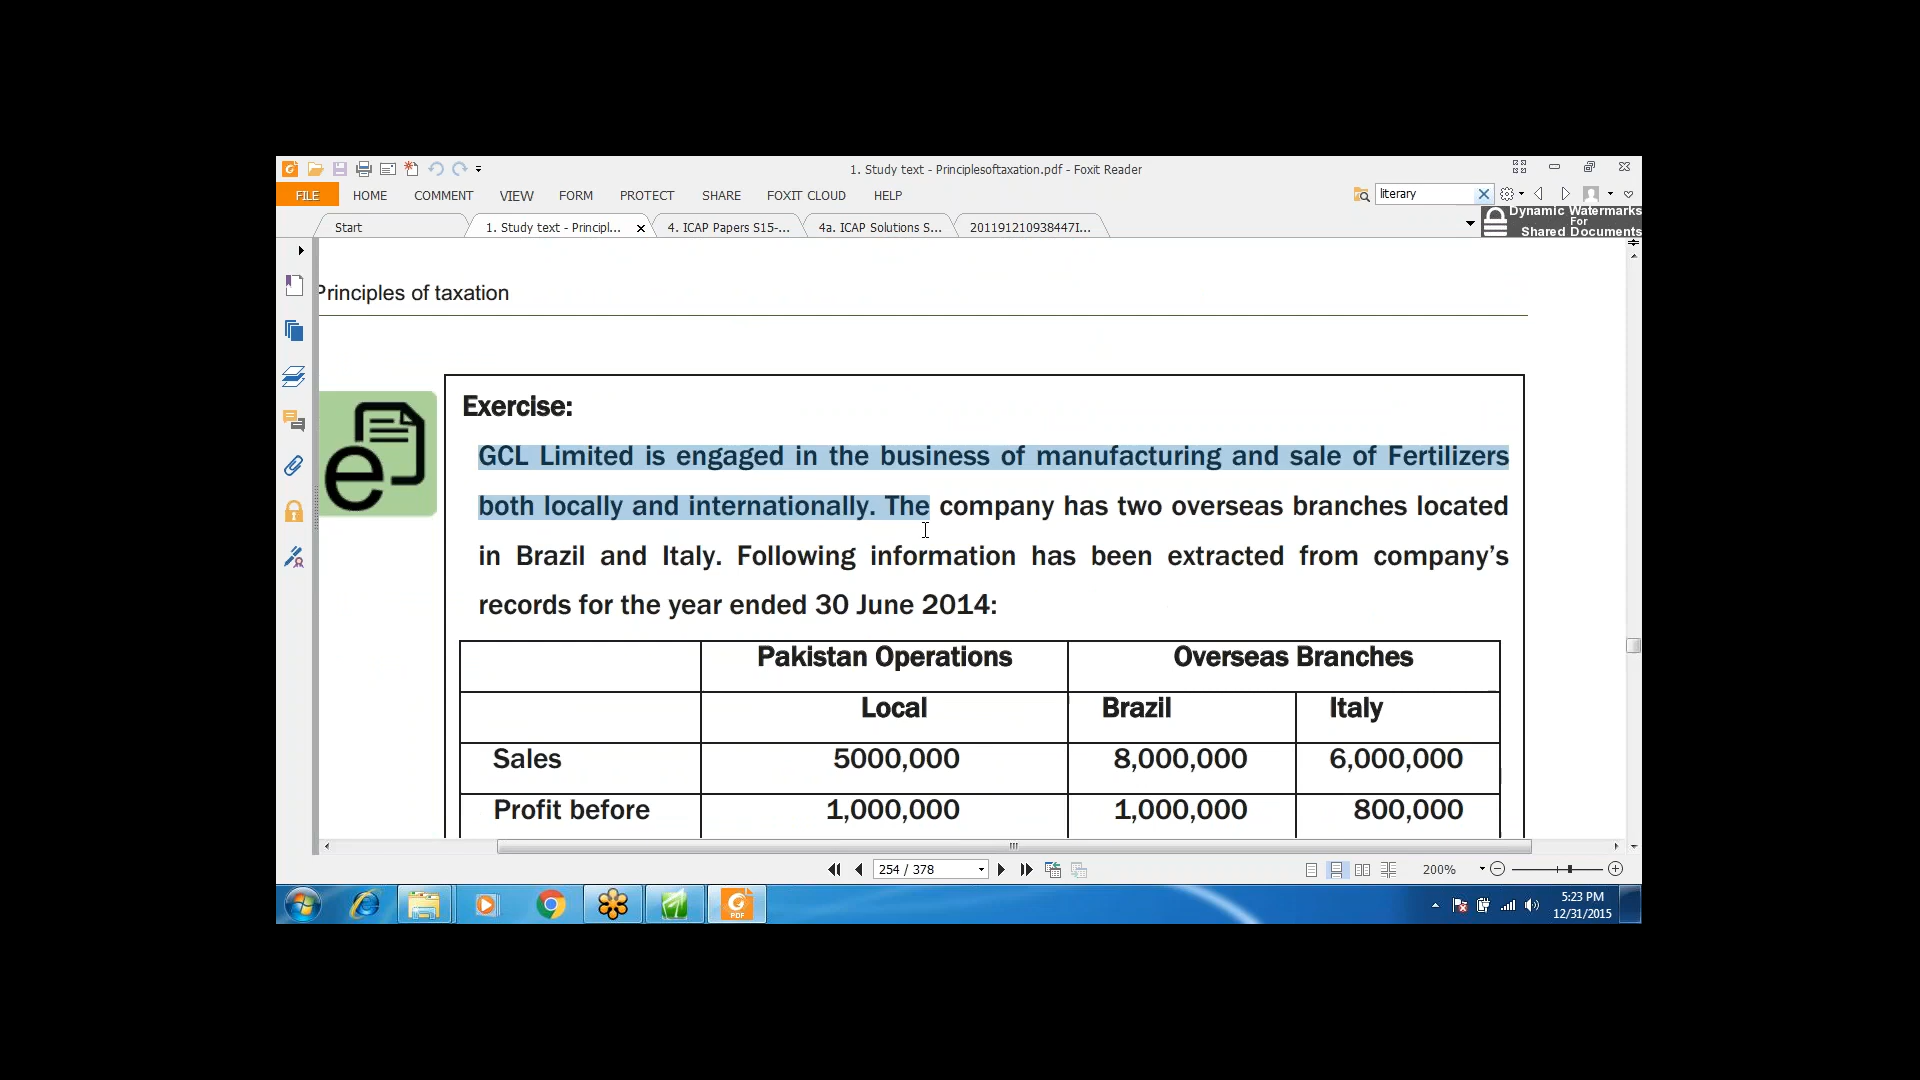 1. Study text - Principlesoftaxation.pdf - Foxit Reader
FILE HOME COMMENT VIEW FORM PROTECT SHARE FOXIT CLOUD HELP literary
Start 1. Study text - Principl... 4. ICAP Papers S15-... 4a. ICAP Solutions S... 20119121093844​7I...
Dynamic Watermarks
For
Shared Documents
Principles of taxation
Exercise:
GCL Limited is engaged in the business of manufacturing and sale of Fertilizers
both locally and internationally. The company has two overseas branches located
in Brazil and Italy. Following information has been extracted from company's
records for the year ended 30 June 2014:
Pakistan Operations Overseas Branches
Local Brazil Italy
Sales 5000,000 8,000,000 6,000,000
Profit before 1,000,000 1,000,000 800,000
254 / 378 200%
PDF
5:23 PM
12/31/2015